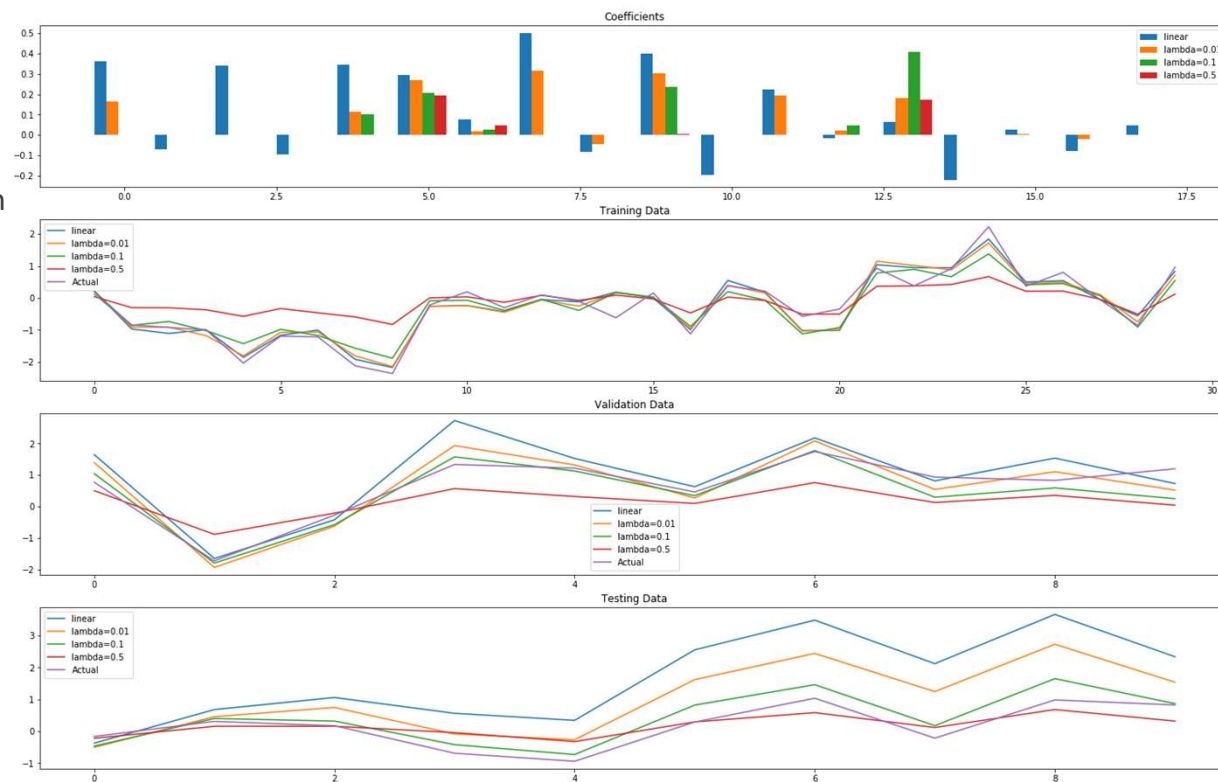 Coefficients
0.5
0.4
0.3
0.2
0.1
0.0
−0.1
−0.2
linear
lambda=0.1
lambda=0.5
0.0 2.5 5.0 7.5 10.0 12.5 15.0 17.5
n
Training Data
2
1
0
−1
−2
linear
lambda=0.01
lambda=0.1
lambda=0.5
Actual
0 5 10 15 20 25 30
Validation Data
2
1
0
−1
−2
linear
lambda=0.01
lambda=0.1
lambda=0.5
Actual
0 2 4 6 8
Testing Data
3
2
1
0
−1
linear
lambda=0.01
lambda=0.1
lambda=0.5
Actual
0 2 4 6 8